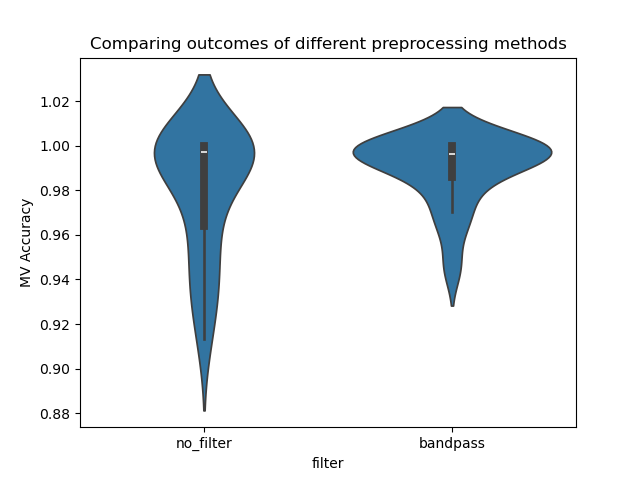 Comparing outcomes of different preprocessing methods
1.02
1.00
0.98
0.96
0.94
0.92
0.90
0.88
MV Accuracy
no_filter
bandpass
filter